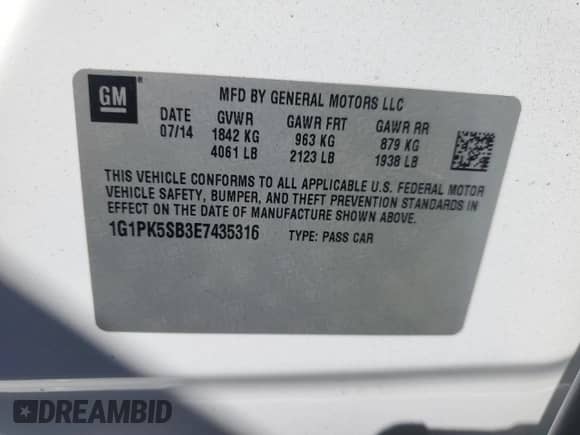 GM ®
MFD BY GENERAL MOTORS LLC
DATE GVWR GAWR FRT GAWR RR
07/14 1842 KG 963 KG 879 KG
4061 LB 2123 LB 1938 LB
THIS VEHICLE CONFORMS TO ALL APPLICABLE U.S. FEDERAL MOTOR
VEHICLE SAFETY, BUMPER, AND THEFT PREVENTION STANDARDS IN
EFFECT ON THE DATE OF MANUFACTURE SHOWN ABOVE.
1G1PK5SB3E7435316 TYPE: PASS CAR
DREAMBID